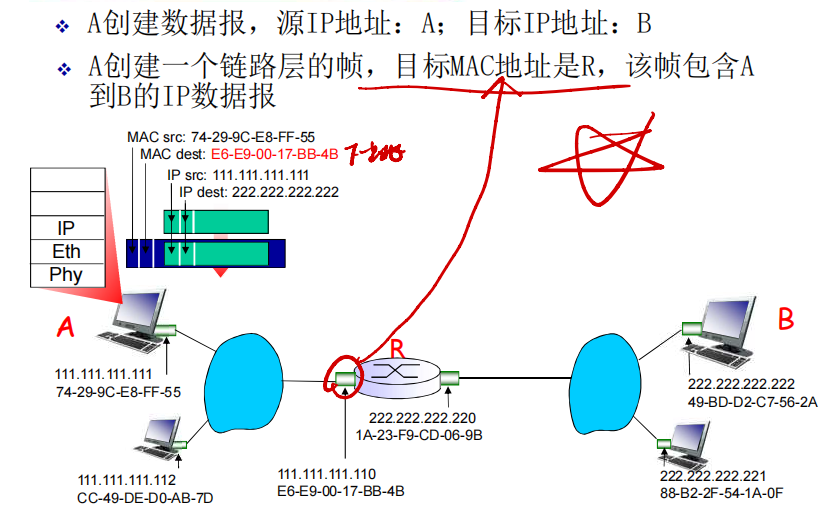 ❖ A创建数据报，源IP地址：A；目标IP地址：B
❖ A创建一个链路层的帧，目标MAC地址是R，该帧包含A
到B的IP数据报
MAC src: 74-29-9C-E8-FF-55
MAC dest: E6-E9-00-17-BB-4B
IP src: 111.111.111.111
IP dest: 222.222.222.222
IP
Eth
Phy
A
R
B
111.111.111.111
74-29-9C-E8-FF-55
222.222.222.222
49-BD-D2-C7-56-2A
222.222.222.220
1A-23-F9-CD-06-9B
111.111.111.112
CC-49-DE-D0-AB-7D
111.111.111.110
E6-E9-00-17-BB-4B
222.222.222.221
88-B2-2F-54-1A-0F